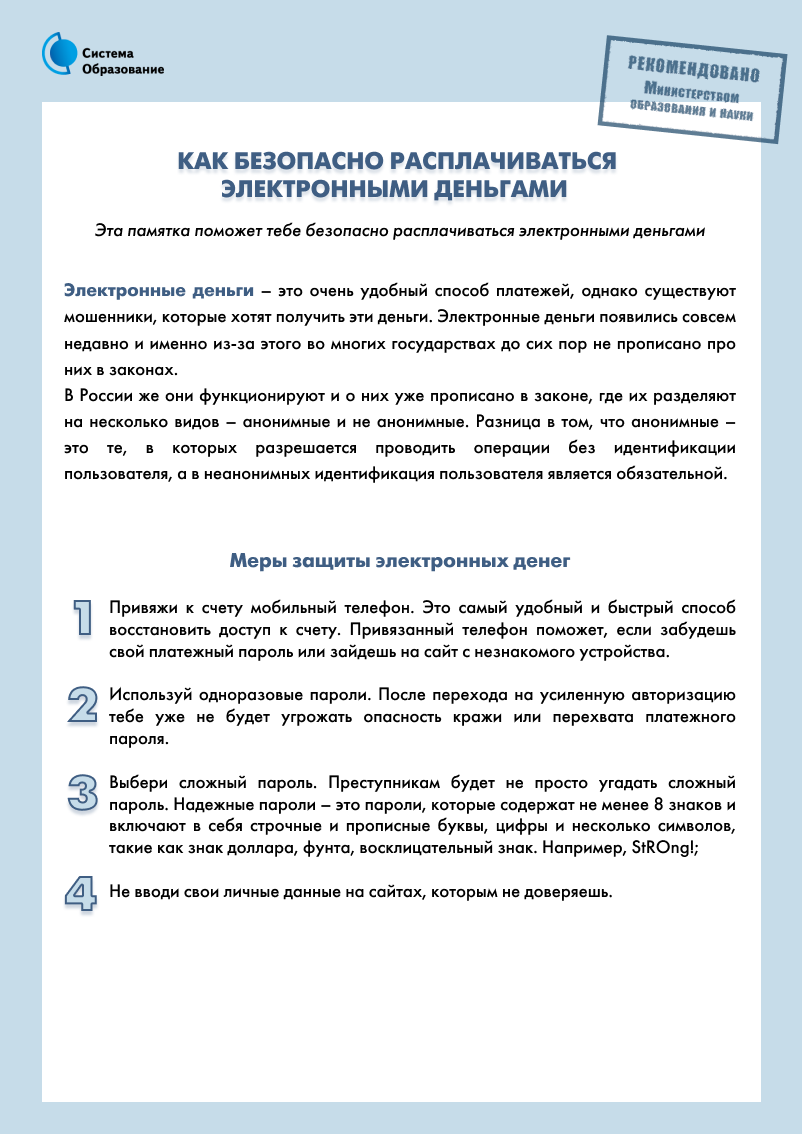 Система
Образование
РЕКОМЕНДОВАНО
Министерством
образования и науки
КАК БЕЗОПАСНО РАСПЛАЧИВАТЬСЯ
ЭЛЕКТРОННЫМИ ДЕНЬГАМИ
Эта памятка поможет тебе безопасно расплачиваться электронными деньгами
Электронные деньги – это очень удобный способ платежей, однако существуют
мошенники, которые хотят получить эти деньги. Электронные деньги появились совсем
недавно и именно из-за этого во многих государствах до сих пор не прописано про
них в законах.
В России же они функционируют и о них уже прописано в законе, где их разделяют
на несколько видов – анонимные и не анонимные. Разница в том, что анонимные –
это те, в которых разрешается проводить операции без идентификации
пользователя, а в неанонимных идентификация пользователя является обязательной.
Меры защиты электронных денег
1 Привяжи к счету мобильный телефон. Это самый удобный и быстрый способ
восстановить доступ к счету. Привязанный телефон поможет, если забудешь
свой платежный пароль или зайдешь на сайт с незнакомого устройства.
2 Используй одноразовые пароли. После перехода на усиленную авторизацию
тебе уже не будет угрожать опасность кражи или перехвата платежного
пароля.
3 Выбери сложный пароль. Преступникам будет не просто угадать сложный
пароль. Надежные пароли – это пароли, которые содержат не менее 8 знаков и
включают в себя строчные и прописные буквы, цифры и несколько символов,
такие как знак доллара, фунта, восклицательный знак. Например, StROng!;
4 Не вводи свои личные данные на сайтах, которым не доверяешь.